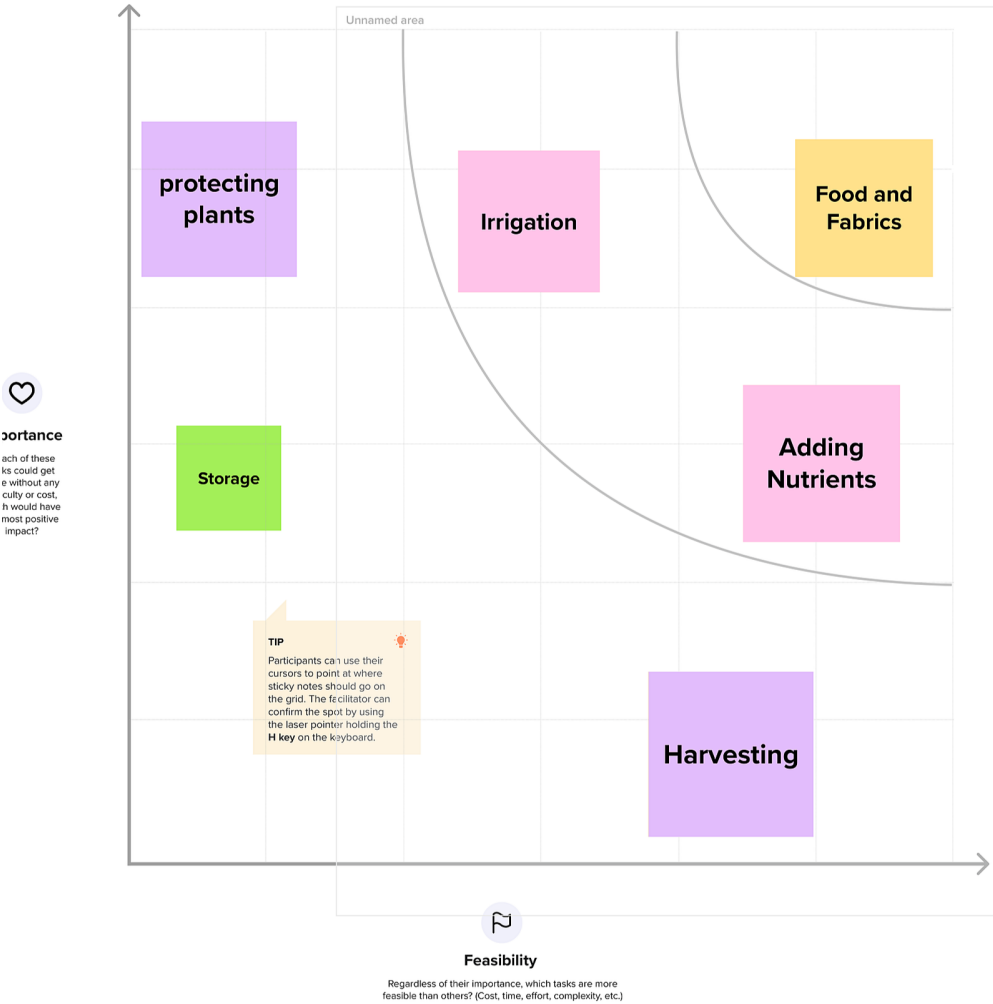 Unnamed area
protecting
plants
Irrigation
Food and
Fabrics
portance
ach of these
ks could get
e without any
culty or cost,
h would have
most positive
impact?
Storage
Adding
Nutrients
TIP
Participants can use their
cursors to point at where
sticky notes should go on
the grid. The facilitator can
confirm the spot by using
the laser pointer holding the
H key on the keyboard.
Harvesting
Feasibility
Regardless of their importance, which tasks are more
feasible than others? (Cost, time, effort, complexity, etc.)